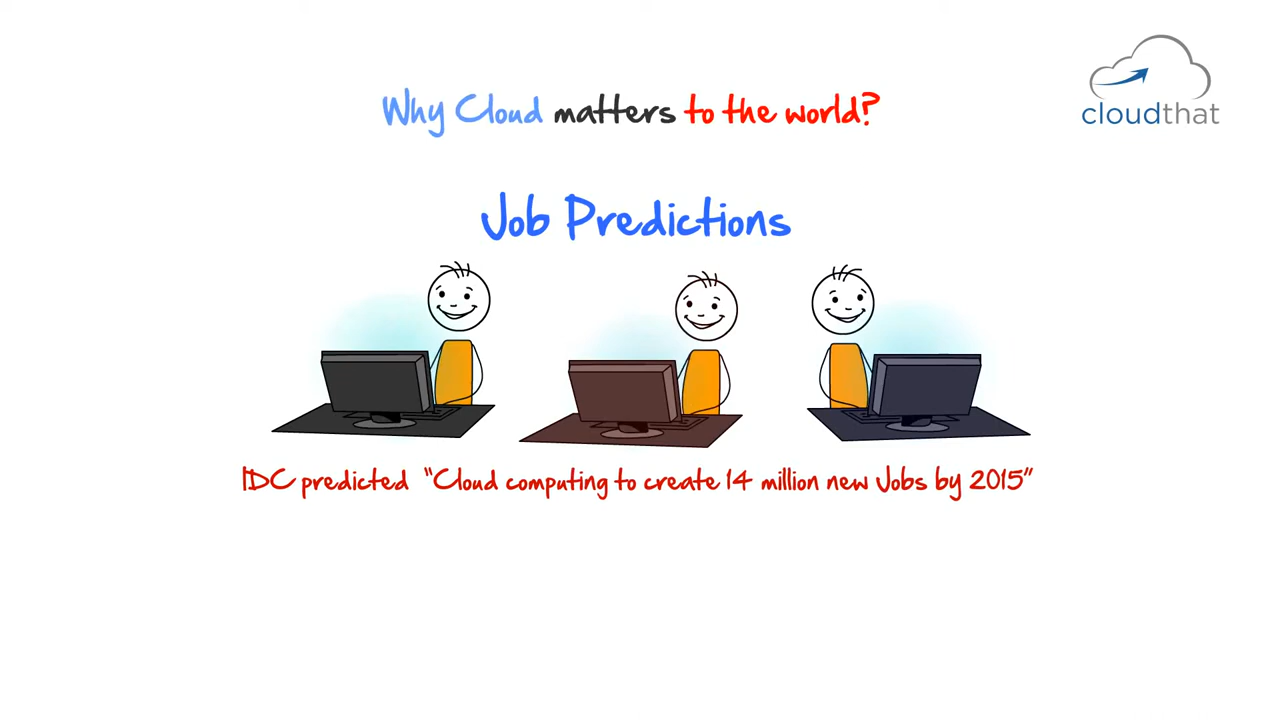 cloudthat
Why Cloud matters to the world?
Job Predictions
IDC predicted "Cloud computing to create 14 million new Jobs by 2015"